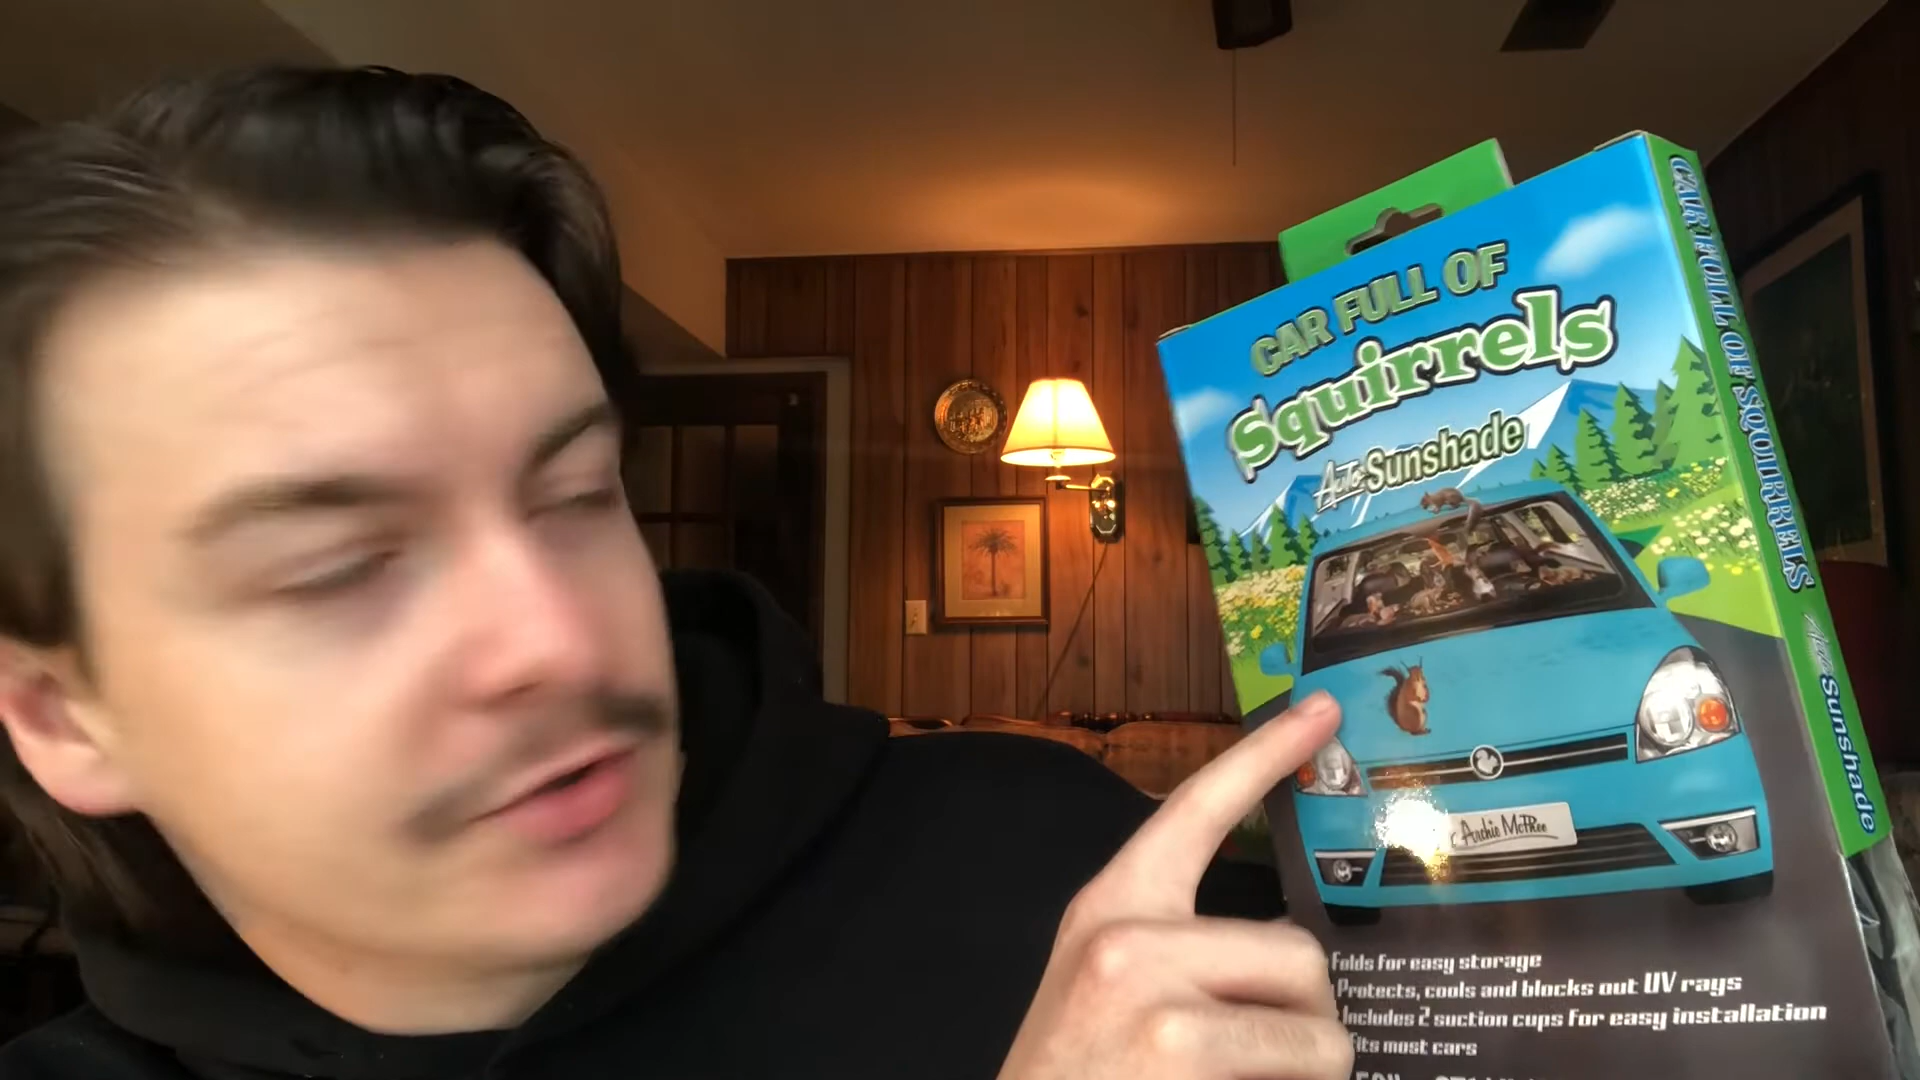 CAR FULL OF
Squirrels
Auto Sunshade
Archie McPhee
Folds for easy storage
Protects, cools and blocks out UV rays
Includes 2 suction cups for easy installation
Fits most cars
CAR FULL OF SQUIRRELS
Auto Sunshade